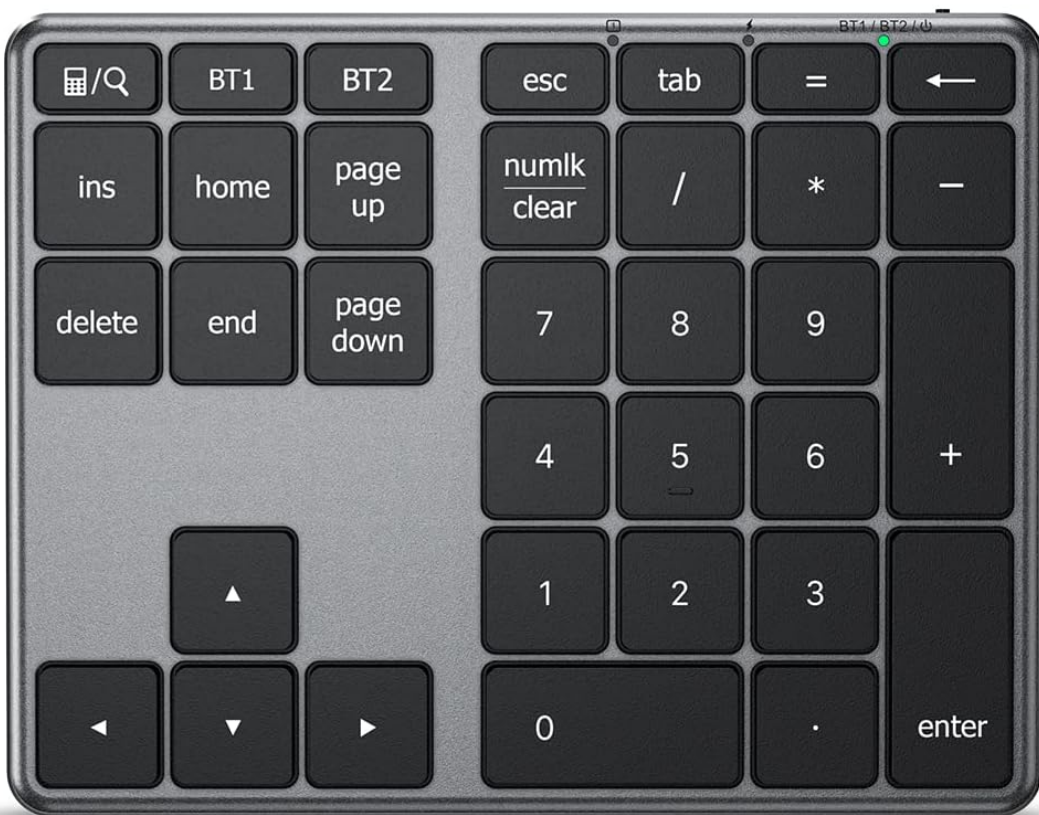 BT1 / BT2 / ⏻
/
BT1
BT2
esc
tab
=
←
ins
home
page
up
numlk
clear
/
*
−
delete
end
page
down
7
8
9
4
5
6
+
▲
1
2
3
◄
▼
►
0
.
enter